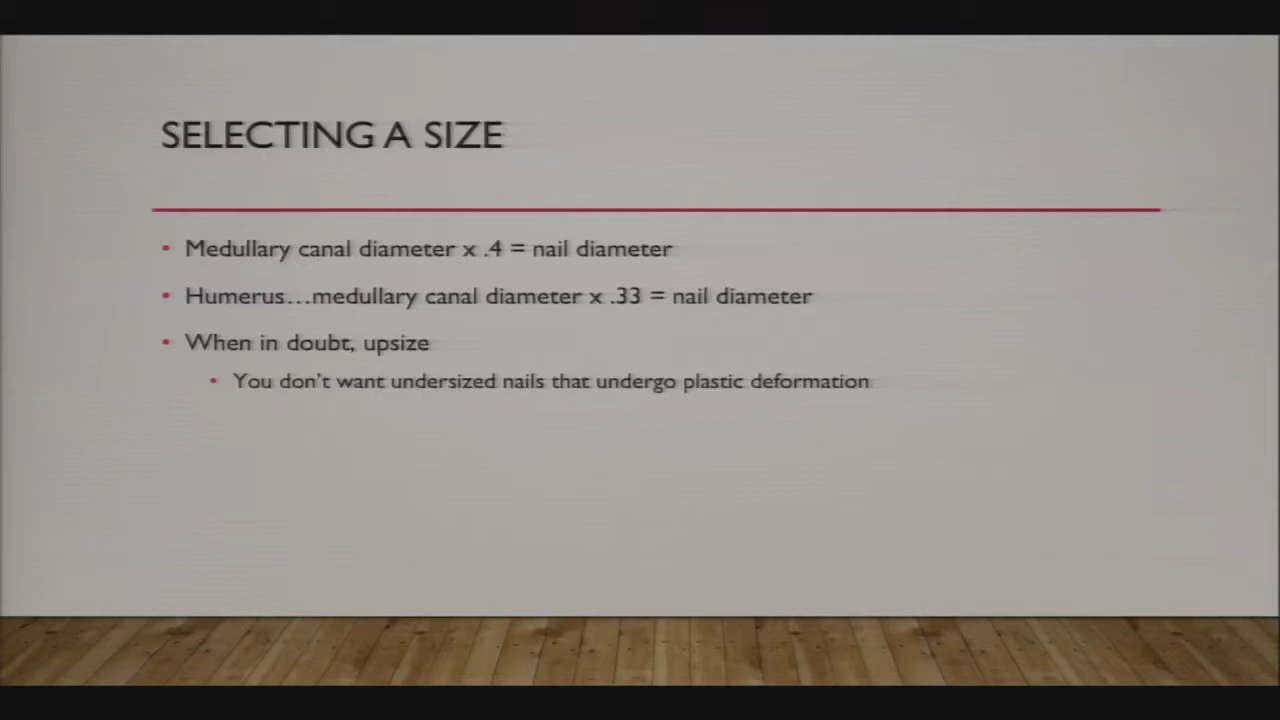 SELECTING A SIZE
• Medullary canal diameter x .4 = nail diameter
• Humerus…medullary canal diameter x .33 = nail diameter
• When in doubt, upsize
• You don't want undersized nails that undergo plastic deformation